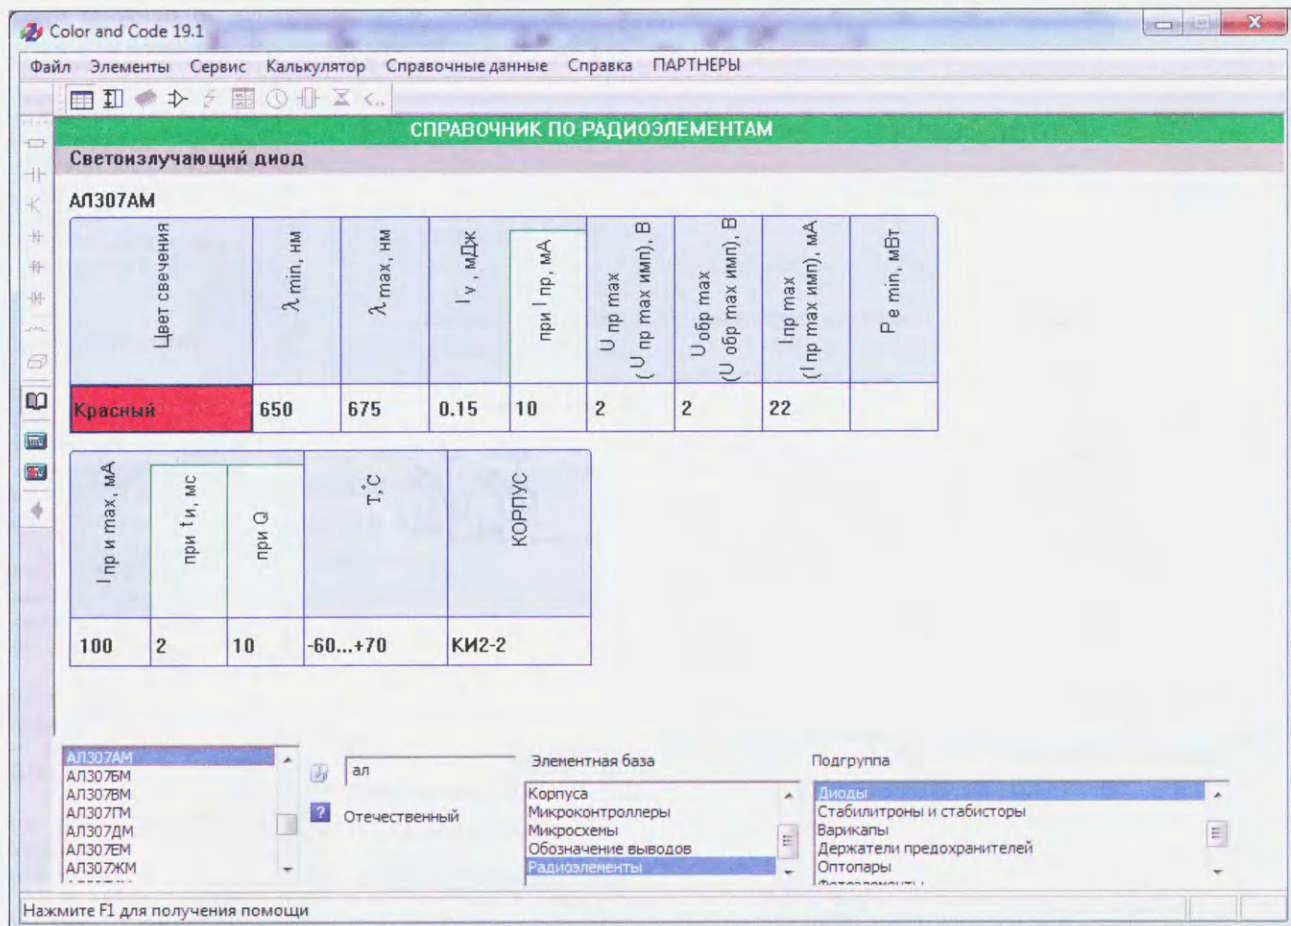 Color and Code 19.1
Файл Элементы Сервис Калькулятор Справочные данные Справка ПАРТНЕРЫ
СПРАВОЧНИК ПО РАДИОЭЛЕМЕНТАМ
Светоизлучающий диод
АЛ307АМ
Цвет свечения
λ min, нм
λ max, нм
I v, мДж
при I пр, мА
U пр max
(U пр max имп), В
U обр max
(U обр max имп), В
I пр max
(I пр max имп), мА
P e min, мВт
Красный 650 675 0.15 10 2 2 22
I пр и max, мА
при t и, мс
при Q
T,°C
КОРПУС
100 2 10 -60...+70 КИ2-2
АЛ307АМ
АЛ307БМ
АЛ307ВМ
АЛ307ГМ
АЛ307ДМ
АЛ307ЕМ
АЛ307ЖМ
ал
Отечественный
Элементная база
Корпуса
Микроконтроллеры
Микросхемы
Обозначение выводов
Радиоэлементы
Подгруппа
Диоды
Стабилитроны и стабисторы
Варикапы
Держатели предохранителей
Оптопары
Фотоэлементы
Нажмите F1 для получения помощи